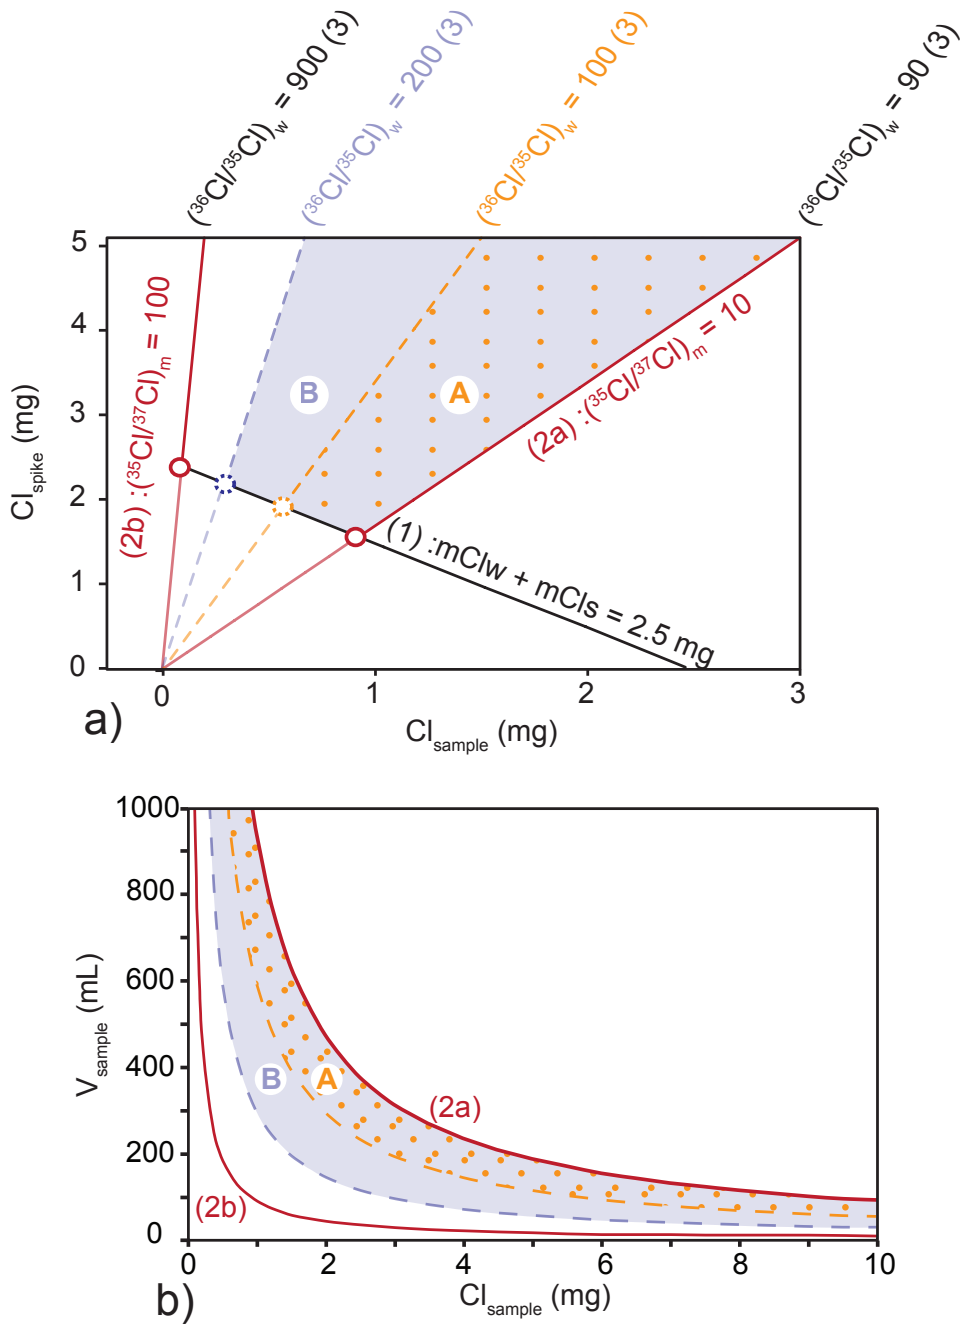 (³⁶Cl/³⁵Cl)w = 900 (3)
(³⁶Cl/³⁵Cl)w = 200 (3)
(³⁶Cl/³⁵Cl)w = 100 (3)
(³⁶Cl/³⁵Cl)w = 90 (3)
5
4
3
2
1
0
Clspike (mg)
(2b) :(³⁵Cl/³⁷Cl)m = 100
B
A
(2a) :(³⁵Cl/³⁷Cl)m = 10
(1) :mClw + mCls = 2.5 mg
0
1
2
3
Clsample (mg)
a)
1000
800
600
400
200
0
Vsample (mL)
B
A
(2a)
(2b)
0
2
4
6
8
10
Clsample (mg)
b)